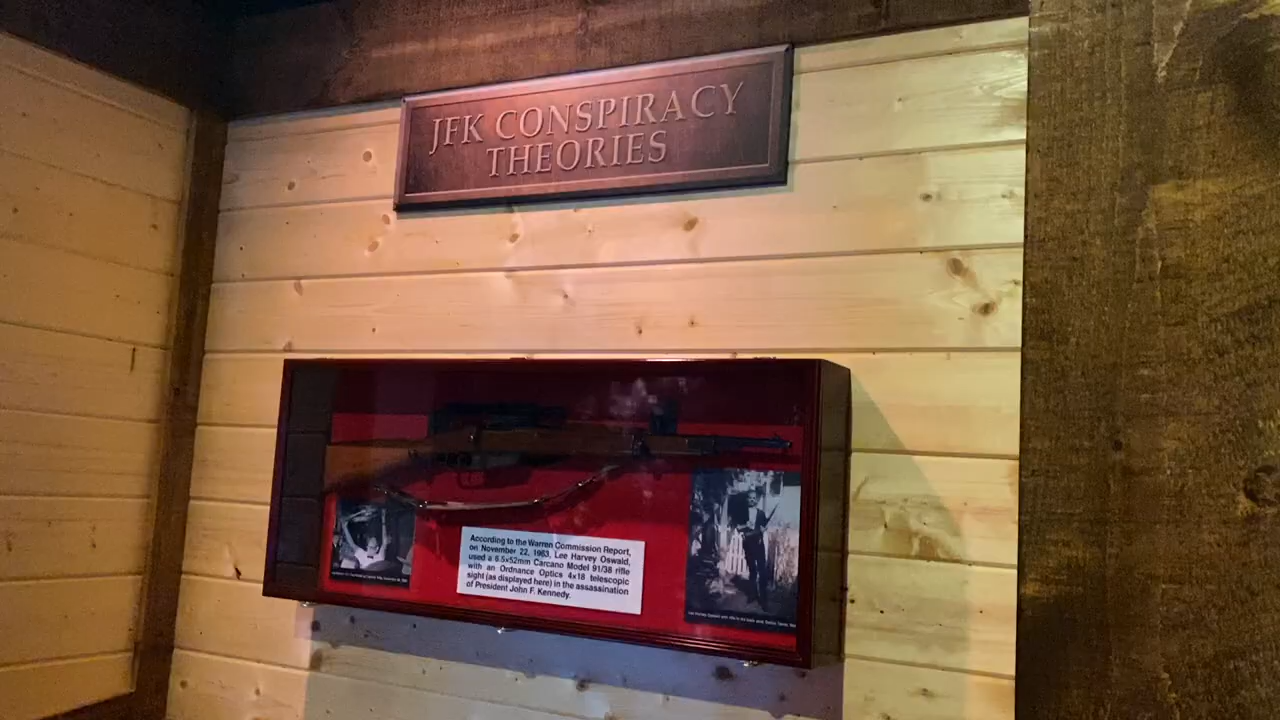 JFK CONSPIRACY
THEORIES
According to the Warren Commission Report,
on November 22, 1963, Lee Harvey Oswald,
used a 6.5x52mm Carcano Model 91/38 rifle
with an Ordnance Optics 4x18 telescopic
sight (as displayed here) in the assassination
of President John F. Kennedy.